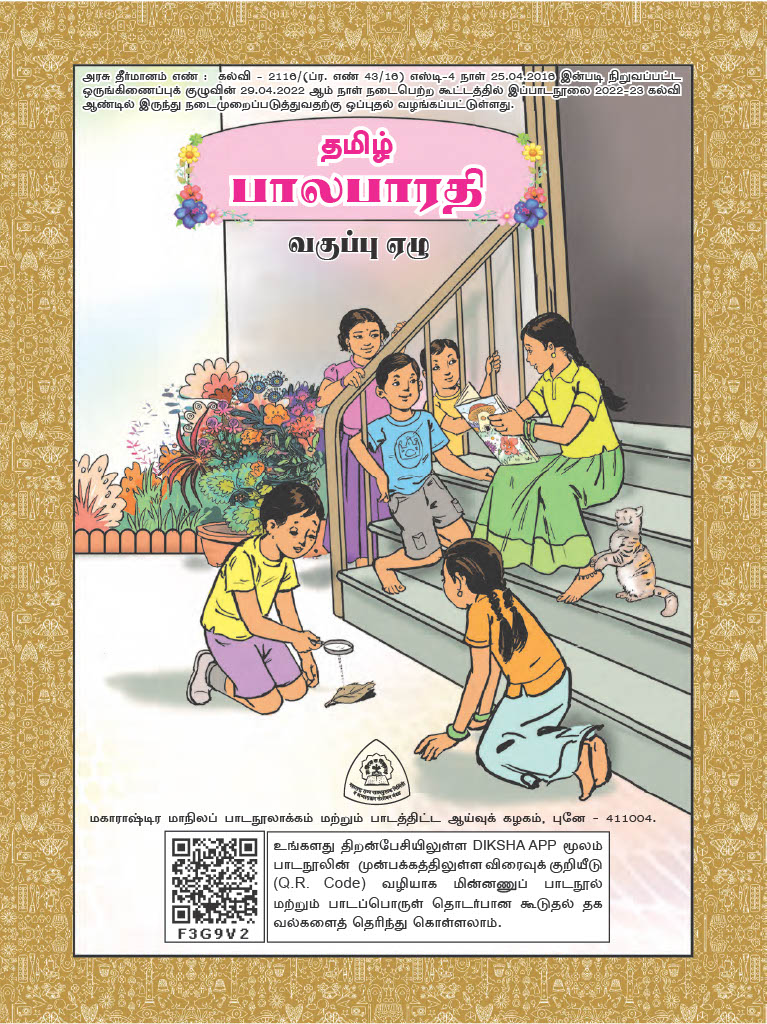 அரசு தீர்மானம் எண் : கல்வி - 2116/(ப்ர. எண் 43/16) எஸ்டி-4 நாள் 25.04.2016 இன்படி நிறுவப்பட்ட
ஒருங்கிணைப்புக் குழுவின் 29.04.2022 ஆம் நாள் நடைபெற்ற கூட்டத்தில் இப்பாடநூலை 2022-23 கல்வி
ஆண்டில் இருந்து நடைமுறைப்படுத்துவதற்கு ஒப்புதல் வழங்கப்பட்டுள்ளது.
தமிழ்
பாலபாரதி
வகுப்பு ஏழு
மகாராஷ்டிர மாநிலப் பாடநூலாக்கம் மற்றும் பாடத்திட்ட ஆய்வுக் கழகம், புனே - 411004.
உங்களது திறன்பேசியிலுள்ள DIKSHA APP மூலம்
பாடநூலின் முன்பக்கத்திலுள்ள விரைவுக் குறியீடு
(Q.R. Code) வழியாக மின்னணுப் பாடநூல்
மற்றும் பாடப்பொருள் தொடர்பான கூடுதல் தக
வல்களைத் தெரிந்து கொள்ளலாம்.
F3G9V2